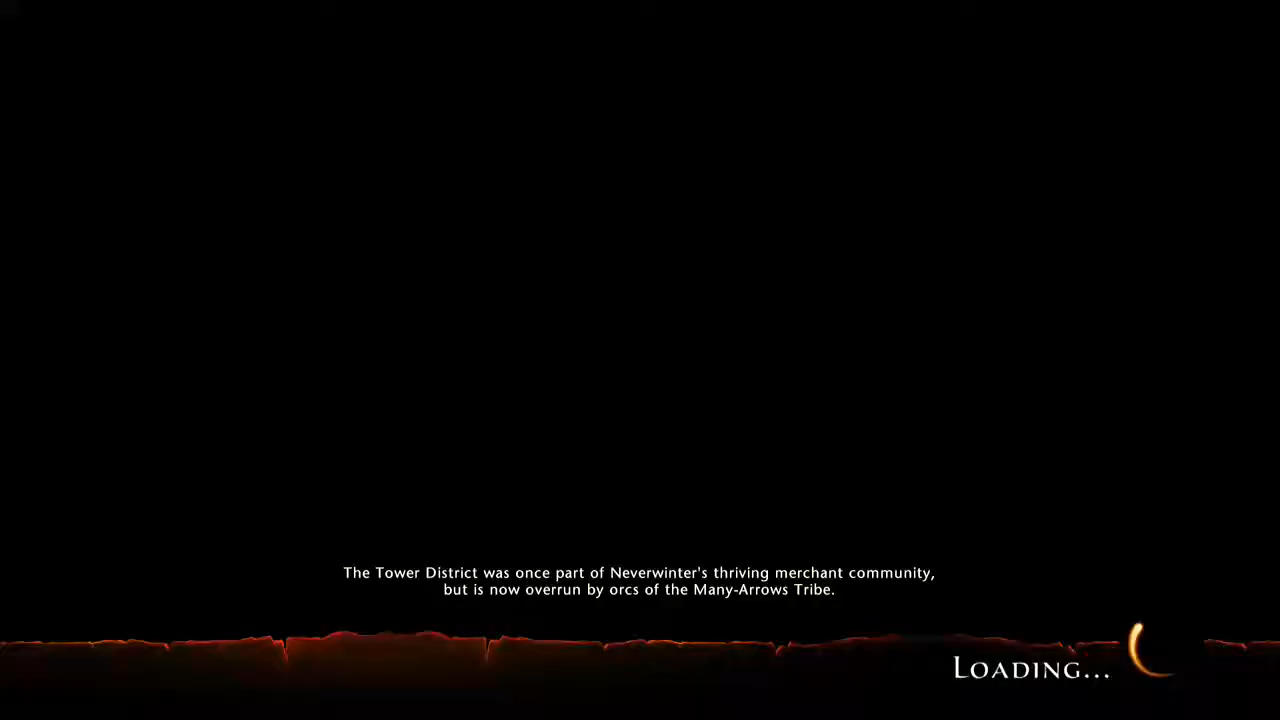 The Tower District was once part of Neverwinter's thriving merchant community,
but is now overrun by orcs of the Many-Arrows Tribe.
Loading...